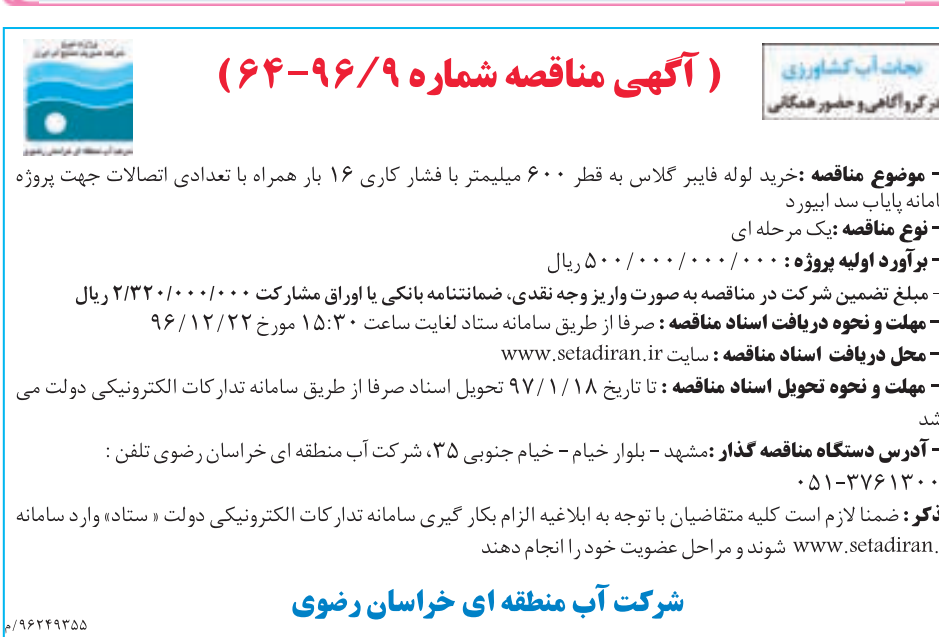 نجات آب کشاورزی
در گرو آگاهی و حضور همگانی
( آگهی مناقصه شماره ۹۶/۹-۶۴ )
- موضوع مناقصه :خرید لوله فایبر گلاس به قطر ۶۰۰ میلیمتر با فشار کاری ۱۶ بار همراه با تعدادی اتصالات جهت پروژه
امانه پایاب سد ابیورد
- نوع مناقصه :یک مرحله ای
- برآورد اولیه پروژه : ۵۰۰/۰۰۰/۰۰۰/۰۰۰ ریال
- مبلغ تضمین شرکت در مناقصه به صورت واریز وجه نقدی، ضمانتنامه بانکی یا اوراق مشارکت ۲/۳۲۰/۰۰۰/۰۰۰ ریال
- مهلت و نحوه دریافت اسناد مناقصه : صرفا از طریق سامانه ستاد لغایت ساعت ۱۵:۳۰ مورخ ۹۶/۱۲/۲۲
- محل دریافت اسناد مناقصه : سایت www.setadiran.ir
- مهلت و نحوه تحویل اسناد مناقصه : تا تاریخ ۹۷/۱/۱۸ تحویل اسناد صرفا از طریق سامانه تدارکات الکترونیکی دولت می
شد
- آدرس دستگاه مناقصه گذار :مشهد - بلوار خیام - خیام جنوبی ۳۵، شرکت آب منطقه ای خراسان رضوی تلفن :
۰۵۱-۳۷۶۱۳۰۰
ذکر : ضمنا لازم است کلیه متقاضیان با توجه به ابلاغیه الزام بکار گیری سامانه تدارکات الکترونیکی دولت « ستاد» وارد سامانه
www.setadiran. شوند و مراحل عضویت خود را انجام دهند
شرکت آب منطقه ای خراسان رضوی
۹۶۲۴۹۳۵۵/م